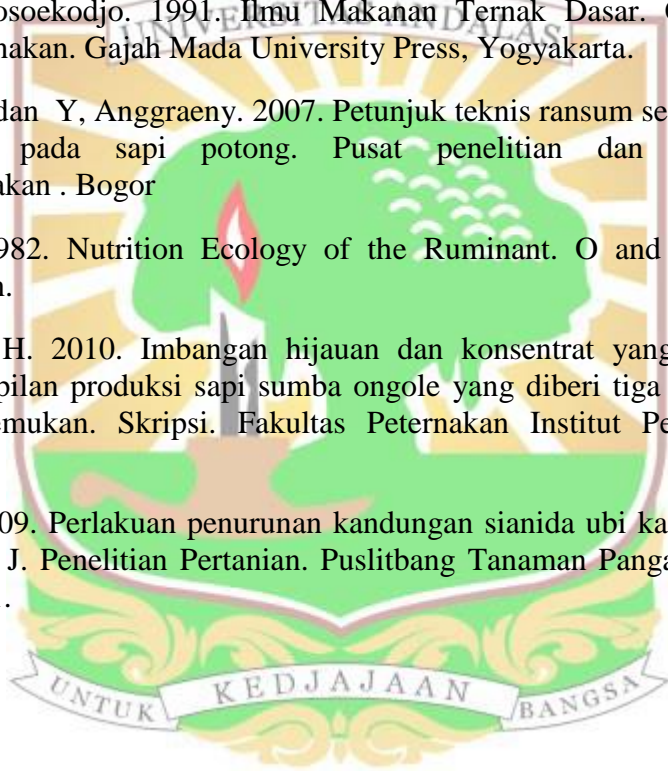 osoekodjo. 1991. Ilmu Makanan Ternak Dasar.
UNIVERSITAS ANDALAS
nakan. Gajah Mada University Press, Yogyakarta.
dan Y, Anggraeny. 2007. Petunjuk teknis ransum se
pada sapi potong. Pusat penelitian dan
akan . Bogor
982. Nutrition Ecology of the Ruminant. O and
n.
H. 2010. Imbangan hijauan dan konsentrat yang
pilan produksi sapi sumba ongole yang diberi tiga
emukan. Skripsi. Fakultas Peternakan Institut Pe
09. Perlakuan penurunan kandungan sianida ubi ka
J. Penelitian Pertanian. Puslitbang Tanaman Panga
.
UNTUK KEDJAJAAN BANGSA